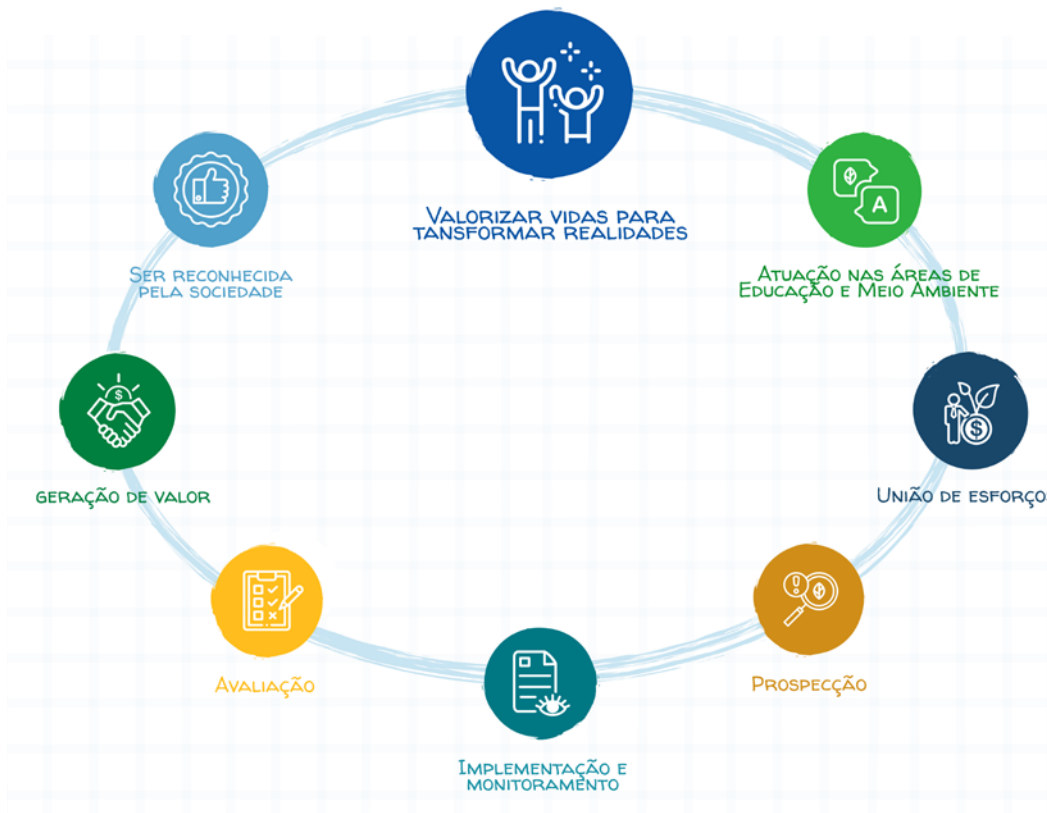 VALORIZAR VIDAS PARA
TANSFORMAR REALIDADES
ATUAÇÃO NAS ÁREAS DE
EDUCAÇÃO E MEIO AMBIENTE
A
$
UNIÃO DE ESFORÇO
PROSPECÇÃO
IMPLEMENTAÇÃO E
MONITORAMENTO
AVALIAÇÃO
$
GERAÇÃO DE VALOR
SER RECONHECIDA
PELA SOCIEDADE